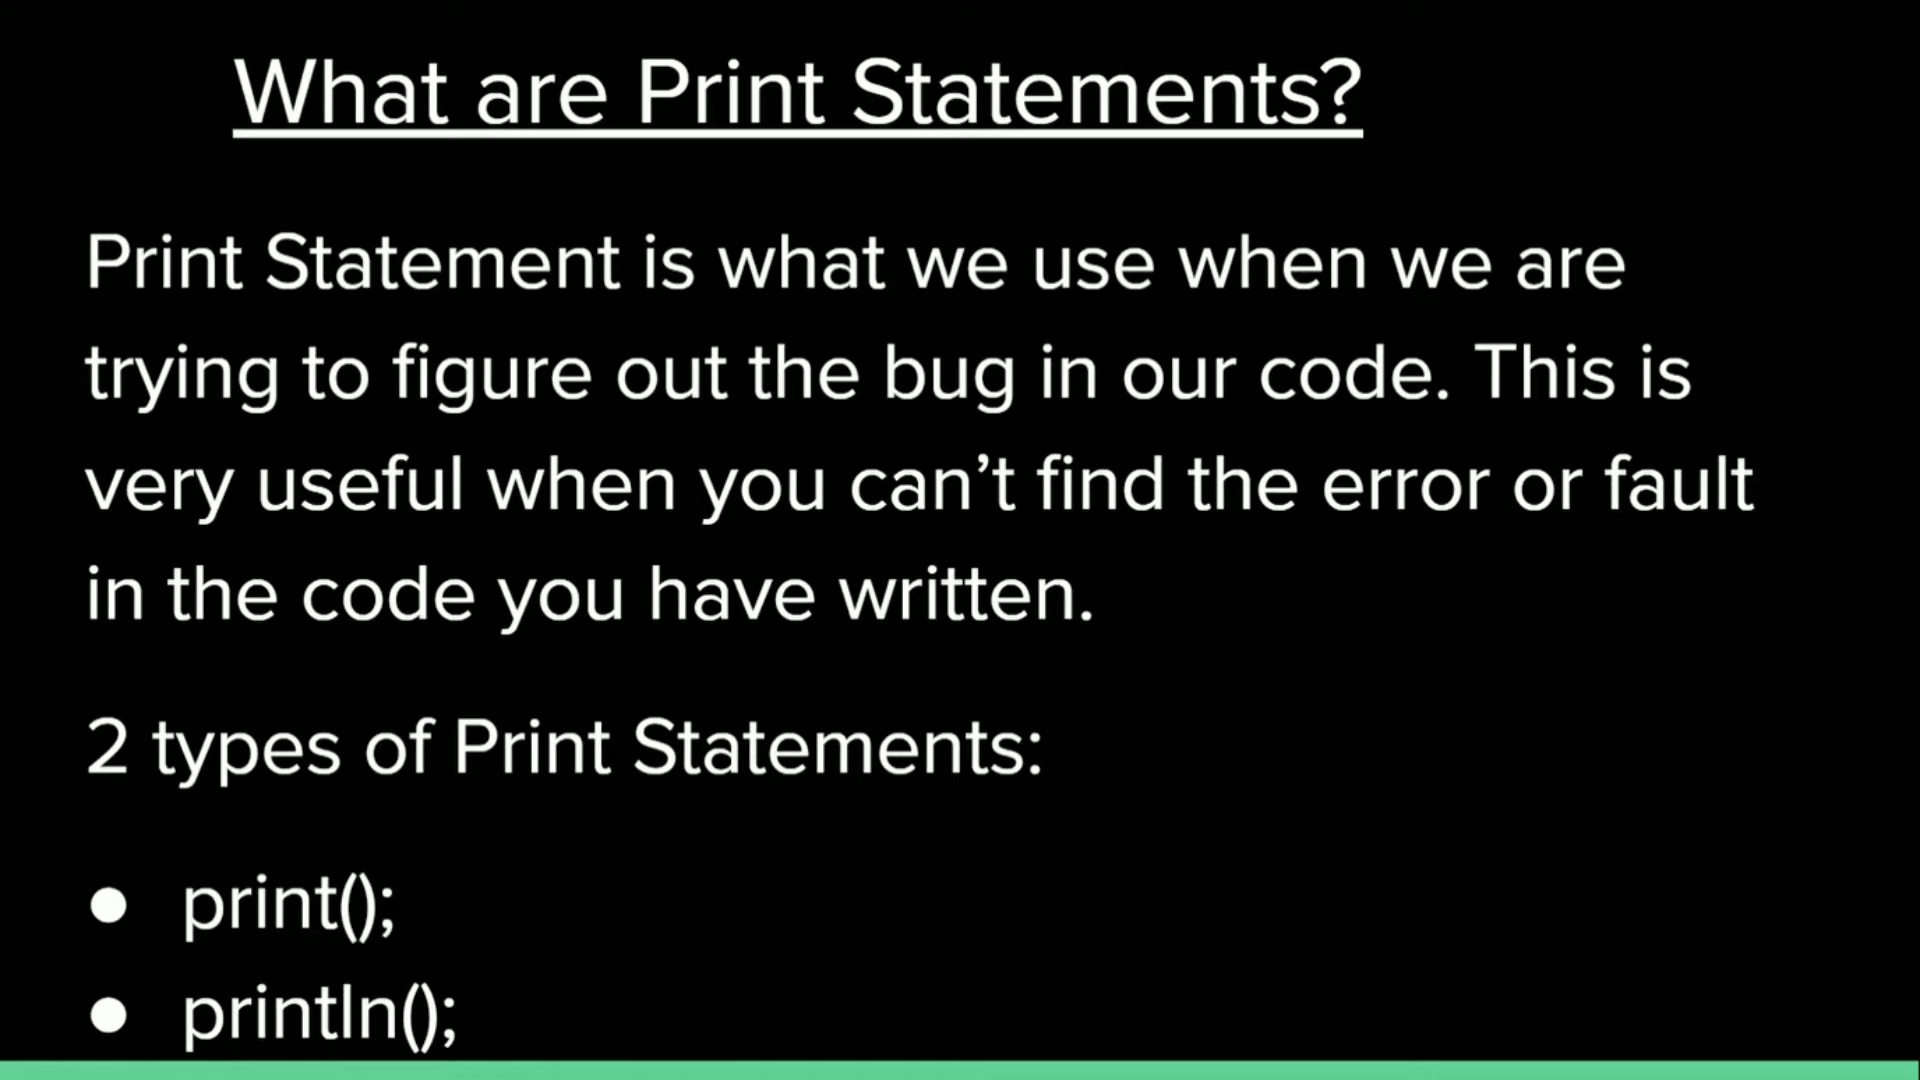 What are Print Statements?
Print Statement is what we use when we are
trying to figure out the bug in our code. This is
very useful when you can’t find the error or fault
in the code you have written.
2 types of Print Statements:
● print();
● println();